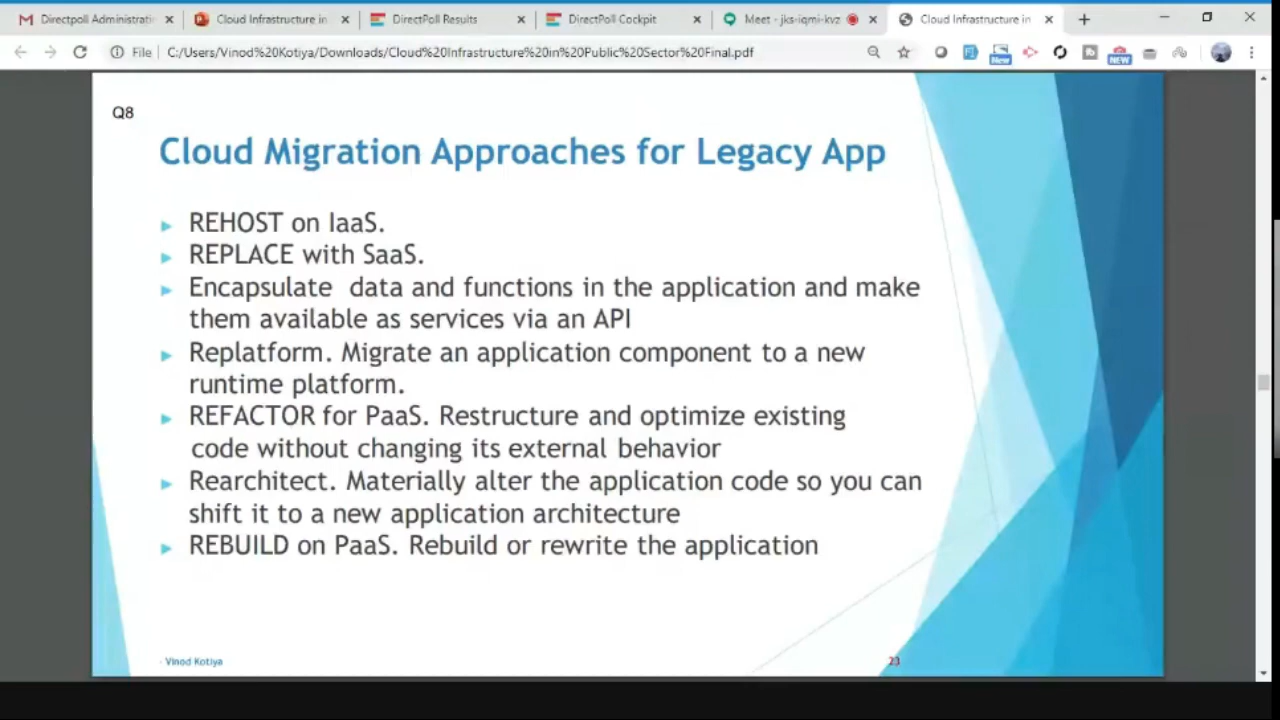 Directpoll Administrati
Cloud Infrastructure in
DirectPoll Results
DirectPoll Cockpit
Meet - jks-iqmi-kvz
Cloud Infrastructure in
File | C:/Users/Vinod%20Kotiya/Downloads/Cloud%20Infrastructure%20in%20Public%20Sector%20Final.pdf
New
NEW
Q8
Cloud Migration Approaches for Legacy App
REHOST on IaaS.
REPLACE with SaaS.
Encapsulate data and functions in the application and make
them available as services via an API
Replatform. Migrate an application component to a new
runtime platform.
REFACTOR for PaaS. Restructure and optimize existing
code without changing its external behavior
Rearchitect. Materially alter the application code so you can
shift it to a new application architecture
REBUILD on PaaS. Rebuild or rewrite the application
- Vinod Kotiya
23